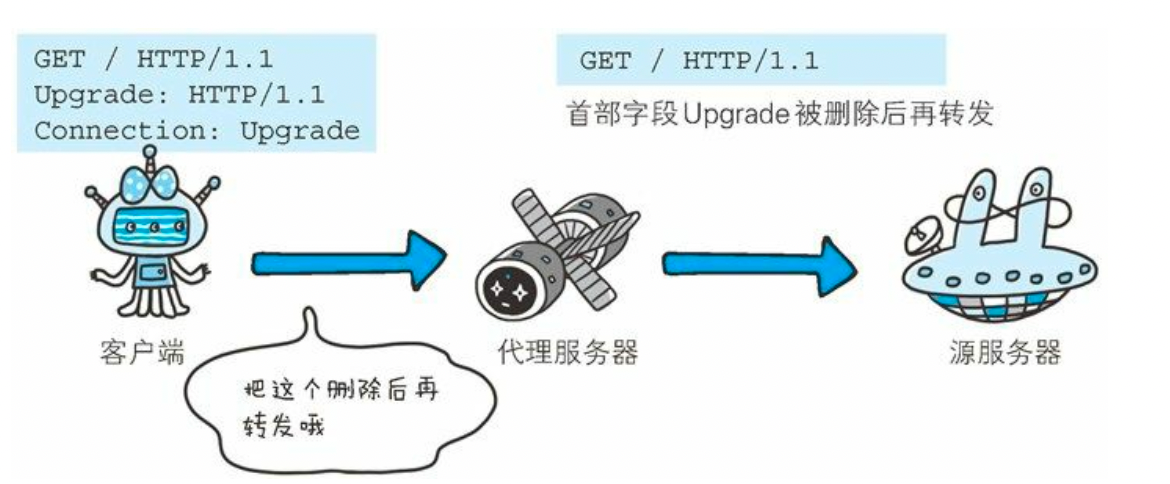 GET / HTTP/1.1
Upgrade: HTTP/1.1
Connection: Upgrade
GET / HTTP/1.1
首部字段Upgrade被删除后再转发
客户端
代理服务器
源服务器
把这个删除后再
转发哦